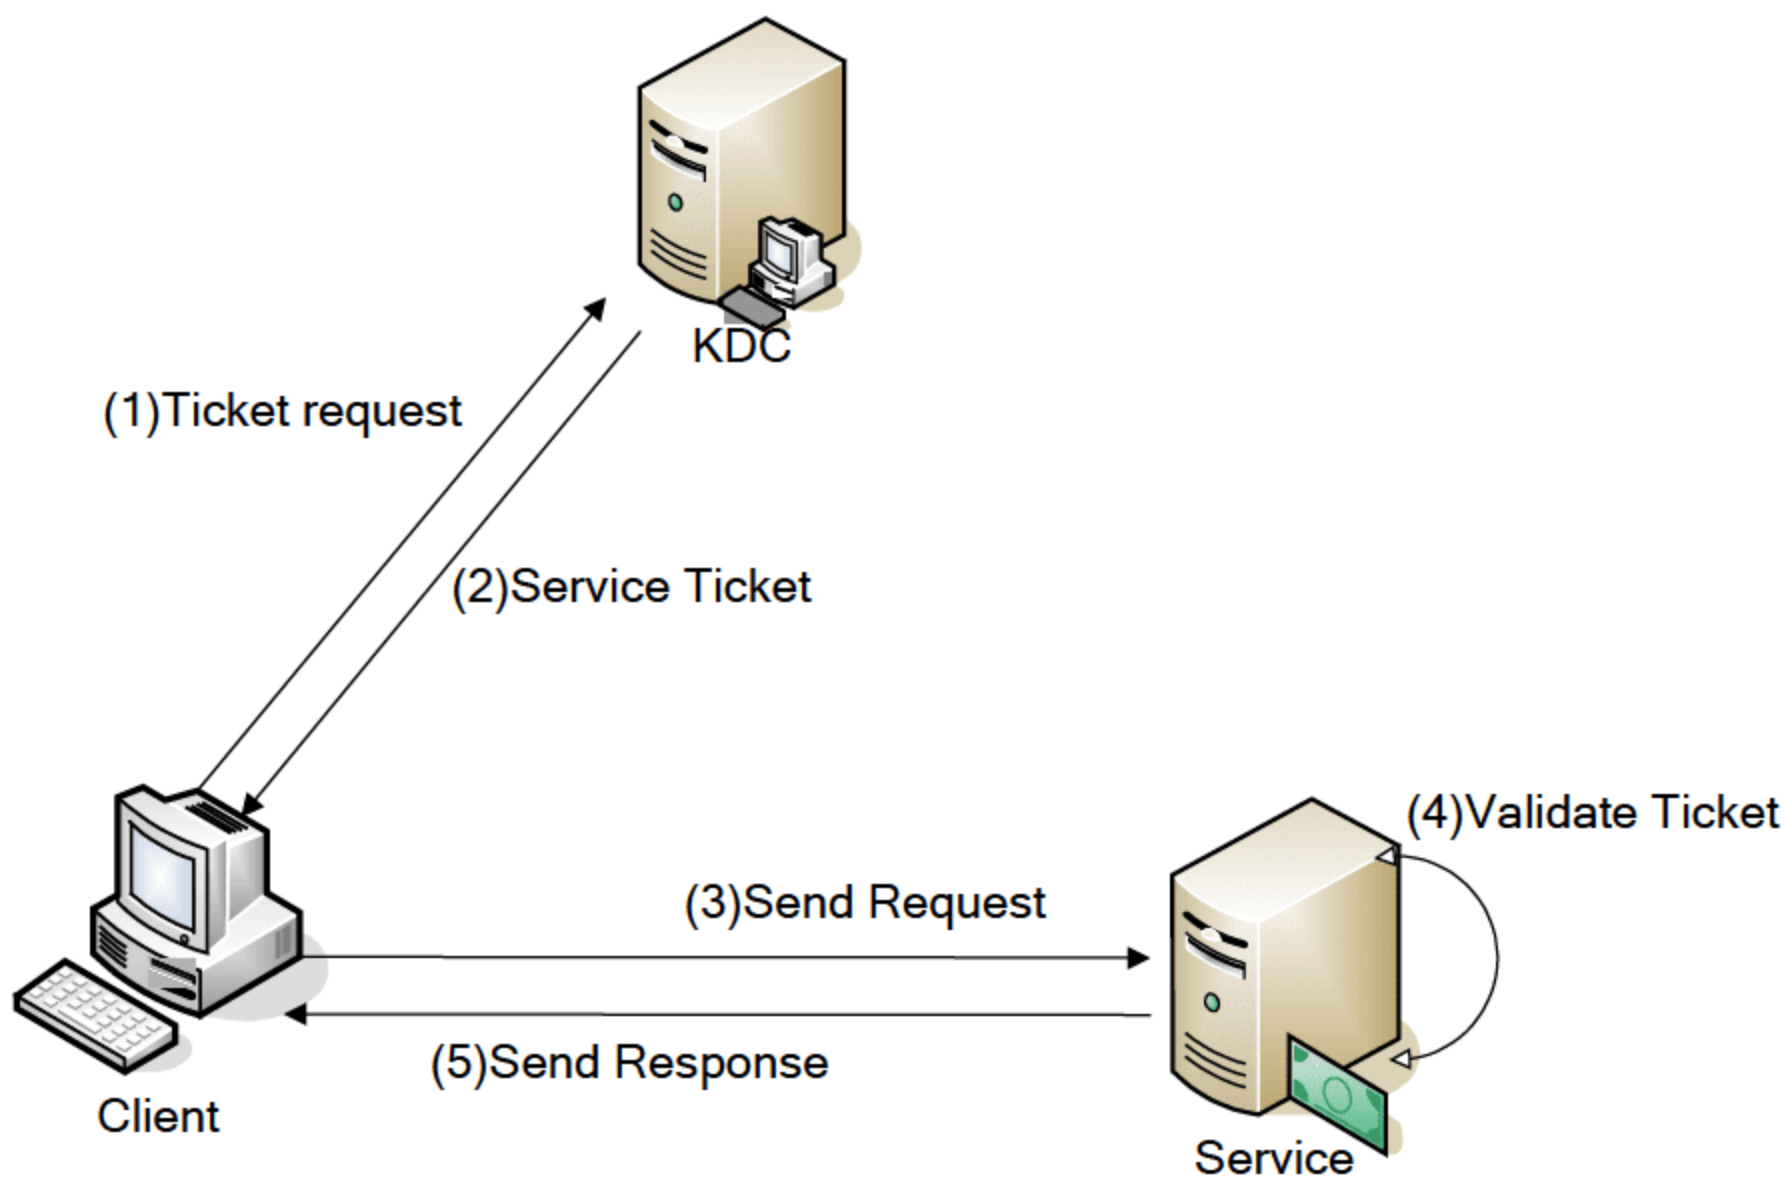 KDC
(1)Ticket request
(2)Service Ticket
(4)Validate Ticket
(3)Send Request
(5)Send Response
Client
Service